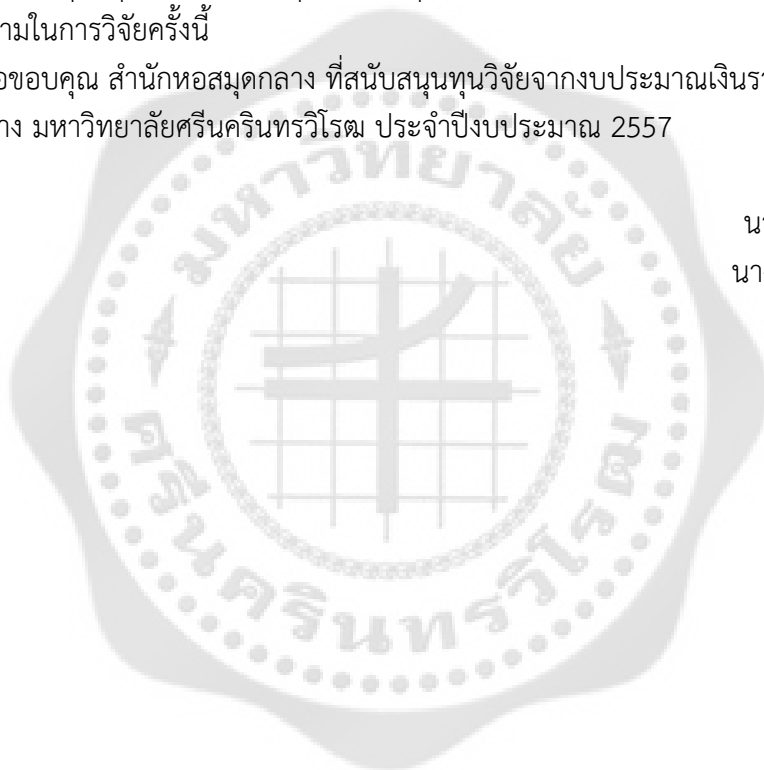 ามในการวิจัยครั้งนี้
อขอบคุณ สำนักหอสมุดกลาง ที่สนับสนุนทุนวิจัยจากงบประมาณเงินรา
าง มหาวิทยาลัยศรีนครินทรวิโรฒ ประจำปีงบประมาณ 2557
มหาวิทยาลัย
นา
นา
ศรีนครินทรวิโรฒ